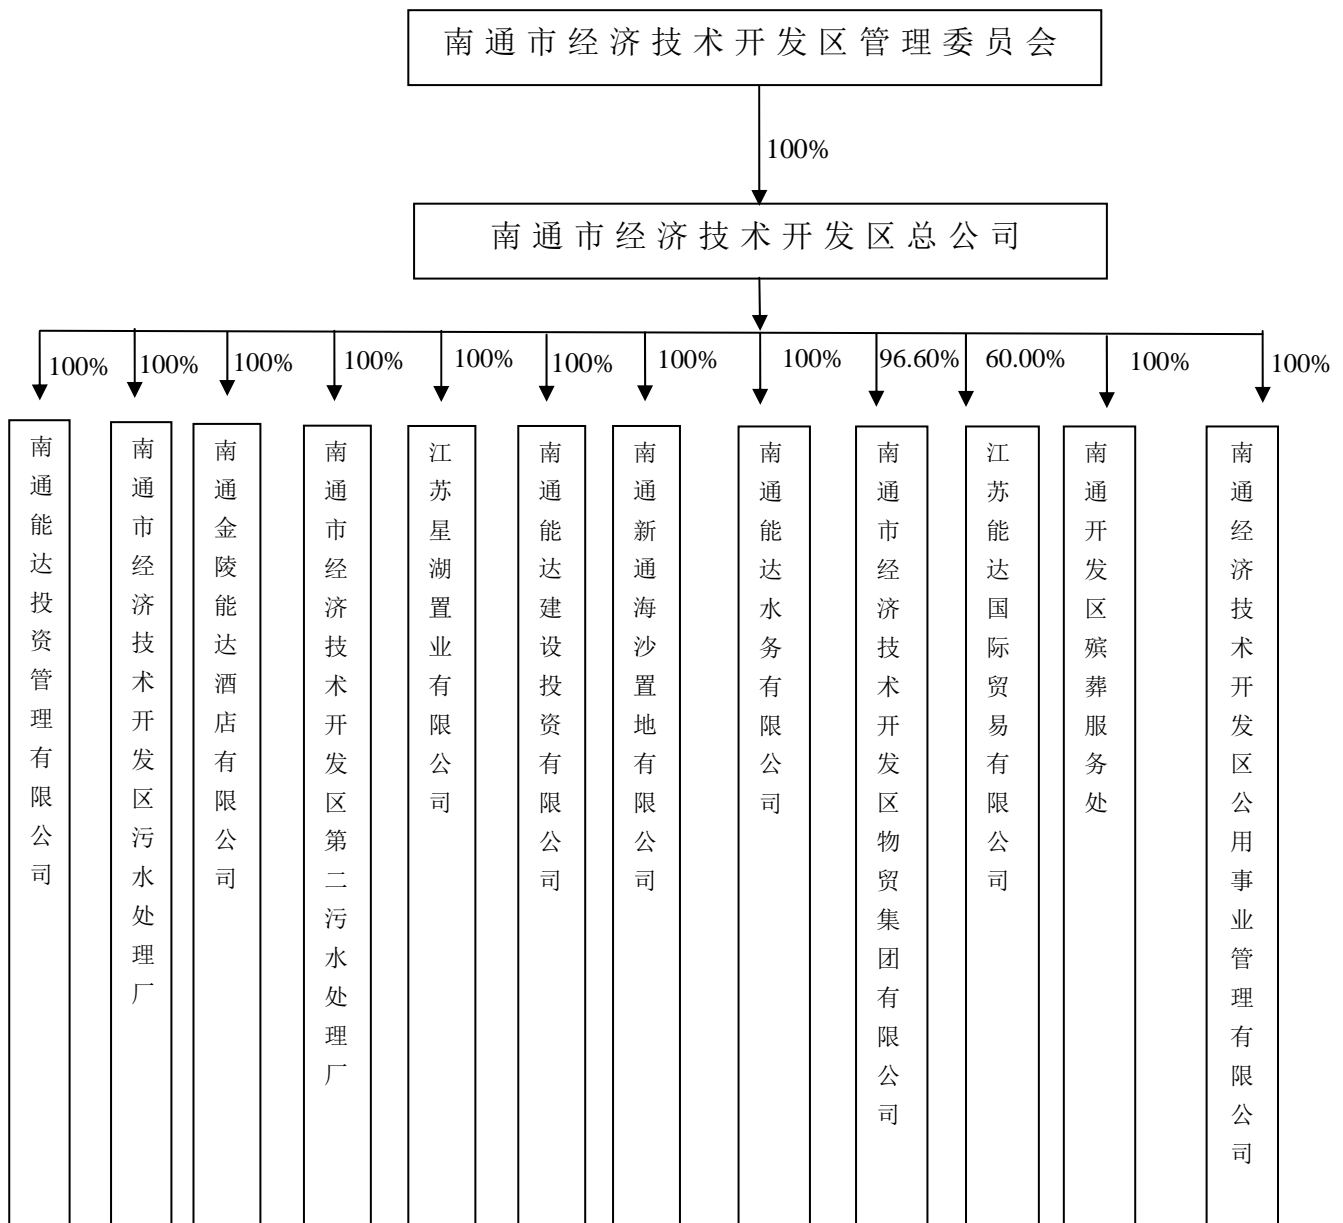 南通市经济技术开发区管理委员会
100%
南通市经济技术开发区总公司
100%
100%
100%
100%
100%
100%
100%
100%
96.60%
60.00%
100%
100%
南通能达投资管理有限公司
南通市经济技术开发区污水处理厂
南通金陵能达酒店有限公司
南通市经济技术开发区第二污水处理厂
江苏星湖置业有限公司
南通能达建设投资有限公司
南通新通海沙置地有限公司
南通能达水务有限公司
南通市经济技术开发区物贸集团有限公司
江苏能达国际贸易有限公司
南通开发区殡葬服务处
南通经济技术开发区公用事业管理有限公司